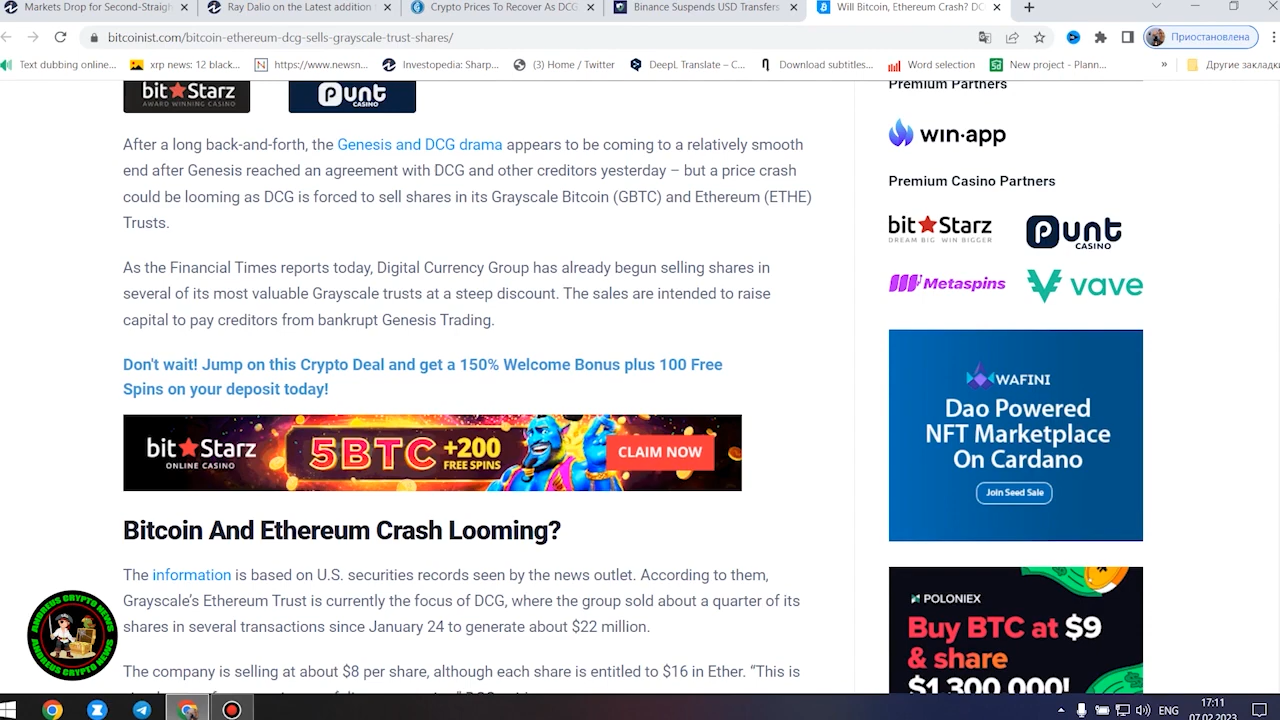 Markets Drop for Second-Straigh
Ray Dalio on the Latest addition
Crypto Prices To Recover As DCG
Binance Suspends USD Transfers
Will Bitcoin, Ethereum Crash? DC
bitcoinist.com/bitcoin-ethereum-dcg-sells-grayscale-trust-shares/
Приостановлена
Text dubbing online...
xrp news: 12 black...
https://www.newsn...
Investopedia: Sharp...
(3) Home / Twitter
DeepL Translate – C...
Download subtitles...
Word selection
New project - Plann...
»
Другие закладки
bitStarz
AWARD WINNING CASINO
Punt
CASINO
After a long back-and-forth, the Genesis and DCG drama appears to be coming to a relatively smooth
end after Genesis reached an agreement with DCG and other creditors yesterday – but a price crash
could be looming as DCG is forced to sell shares in its Grayscale Bitcoin (GBTC) and Ethereum (ETHE)
Trusts.
As the Financial Times reports today, Digital Currency Group has already begun selling shares in
several of its most valuable Grayscale trusts at a steep discount. The sales are intended to raise
capital to pay creditors from bankrupt Genesis Trading.
Don't wait! Jump on this Crypto Deal and get a 150% Welcome Bonus plus 100 Free
Spins on your deposit today!
bitStarz
ONLINE CASINO
5BTC
+200
FREE SPINS
CLAIM NOW
Bitcoin And Ethereum Crash Looming?
The information is based on U.S. securities records seen by the news outlet. According to them,
Grayscale's Ethereum Trust is currently the focus of DCG, where the group sold about a quarter of its
shares in several transactions since January 24 to generate about $22 million.
The company is selling at about $8 per share, although each share is entitled to $16 in Ether. “This is
Premium Partners
win·app
Premium Casino Partners
bitStarz
DREAM BIG WIN BIGGER
Punt
CASINO
Metaspins
vave
WAFINI
Dao Powered
NFT Marketplace
On Cardano
Join Seed Sale
POLONIEX
Buy BTC at $9
& share
$1,300,000!
ANDREUS CRYPTO NEWS
ANDREUS CRYPTO NEWS
ENG
17:11
07.02.2023